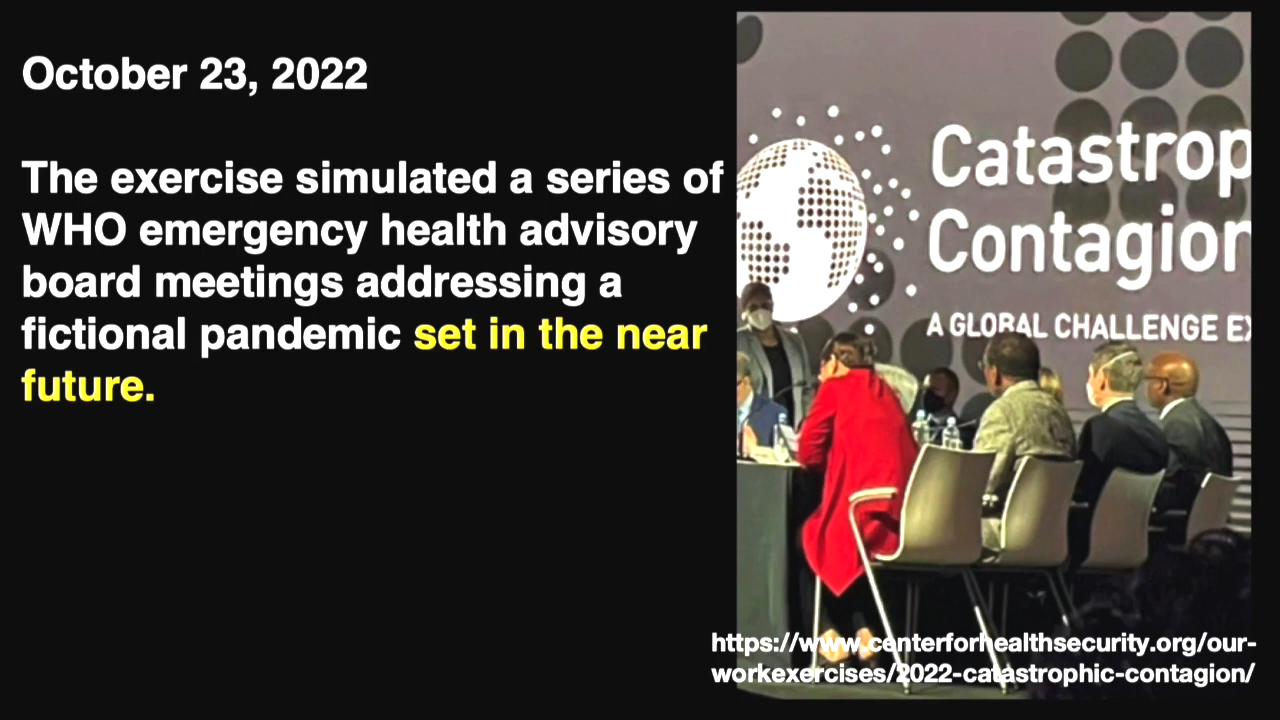 October 23, 2022
The exercise simulated a series of
WHO emergency health advisory
board meetings addressing a
fictional pandemic set in the near
future.
Catastrop
Contagion
A GLOBAL CHALLENGE EX
https://www.centerforhealthsecurity.org/our-
workexercises/2022-catastrophic-contagion/